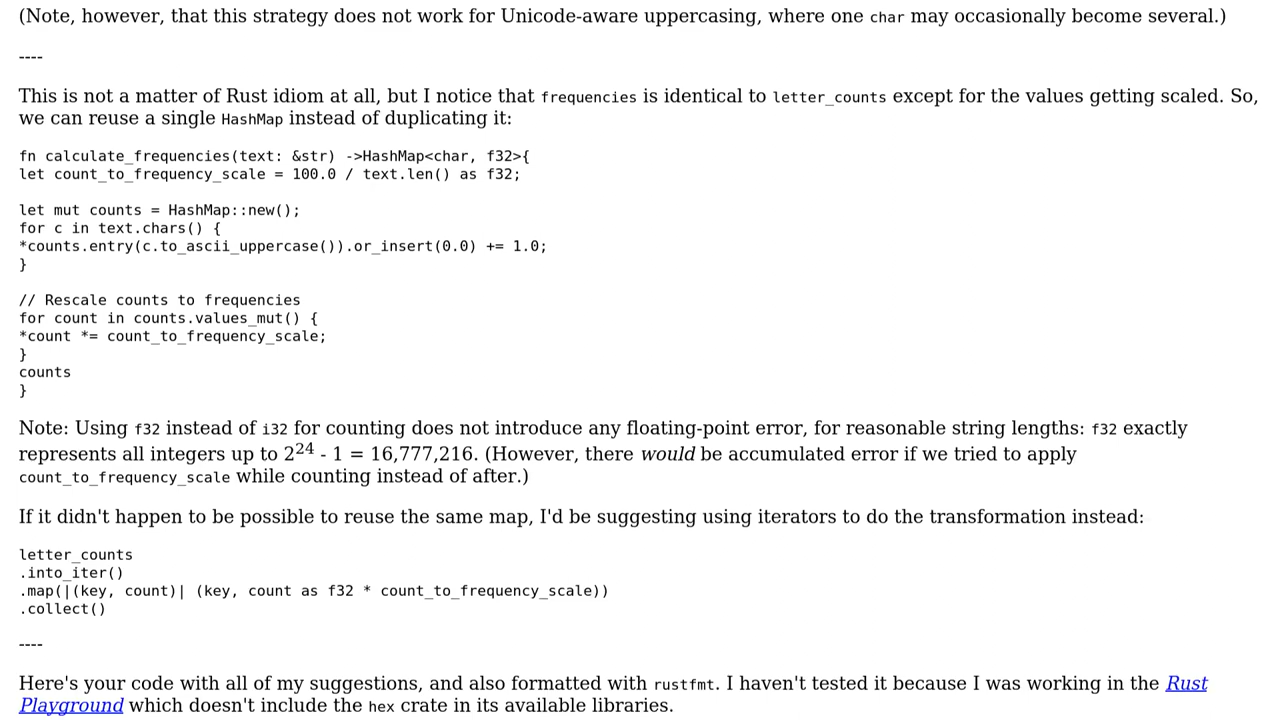 (Note, however, that this strategy does not work for Unicode-aware uppercasing, where one char may occasionally become several.)
----
This is not a matter of Rust idiom at all, but I notice that frequencies is identical to letter_counts except for the values getting scaled. So,
we can reuse a single HashMap instead of duplicating it:
fn calculate_frequencies(text: &str) ->HashMap<char, f32>{
let count_to_frequency_scale = 100.0 / text.len() as f32;
let mut counts = HashMap::new();
for c in text.chars() {
*counts.entry(c.to_ascii_uppercase()).or_insert(0.0) += 1.0;
}
// Rescale counts to frequencies
for count in counts.values_mut() {
*count *= count_to_frequency_scale;
}
counts
}
Note: Using f32 instead of i32 for counting does not introduce any floating-point error, for reasonable string lengths: f32 exactly
represents all integers up to 2^24 - 1 = 16,777,216. (However, there would be accumulated error if we tried to apply
count_to_frequency_scale while counting instead of after.)
If it didn't happen to be possible to reuse the same map, I'd be suggesting using iterators to do the transformation instead:
letter_counts
.into_iter()
.map(|(key, count)| (key, count as f32 * count_to_frequency_scale))
.collect()
----
Here's your code with all of my suggestions, and also formatted with rustfmt. I haven't tested it because I was working in the Rust
Playground which doesn't include the hex crate in its available libraries.